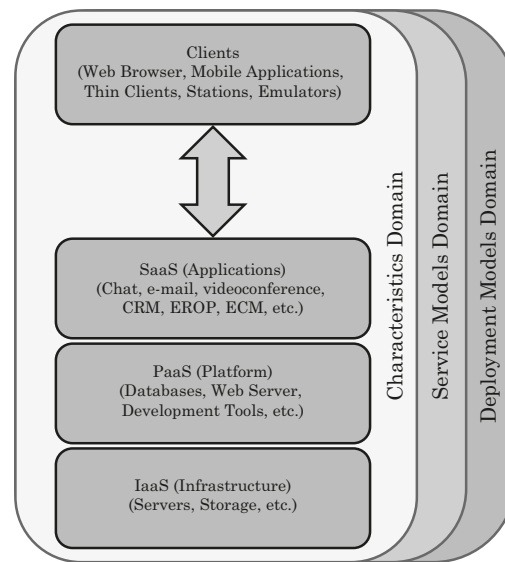 Clients
(Web Browser, Mobile Applications,
Thin Clients, Stations, Emulators)
SaaS (Applications)
(Chat, e-mail, videoconference,
CRM, EROP, ECM, etc.)
PaaS (Platform)
(Databases, Web Server,
Development Tools, etc.)
IaaS (Infrastructure)
(Servers, Storage, etc.)
Characteristics Domain
Service Models Domain
Deployment Models Domain